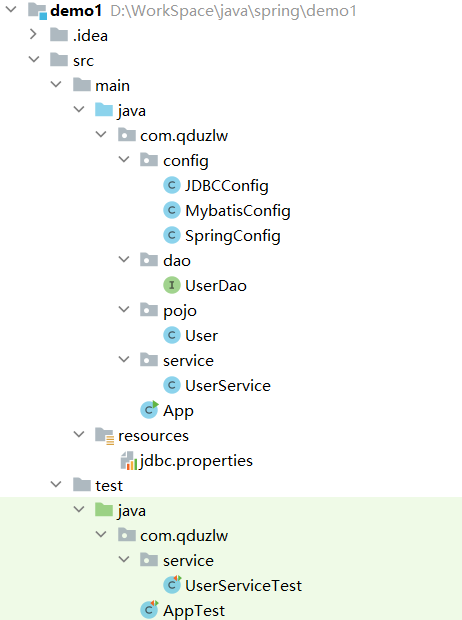 demo1 D:\WorkSpace\java\spring\demo1
.idea
src
main
java
com.qduzlw
config
C JDBCConfig
C MybatisConfig
C SpringConfig
dao
I UserDao
pojo
C User
service
C UserService
C App
resources
jdbc.properties
test
java
com.qduzlw
service
C UserServiceTest
C AppTest